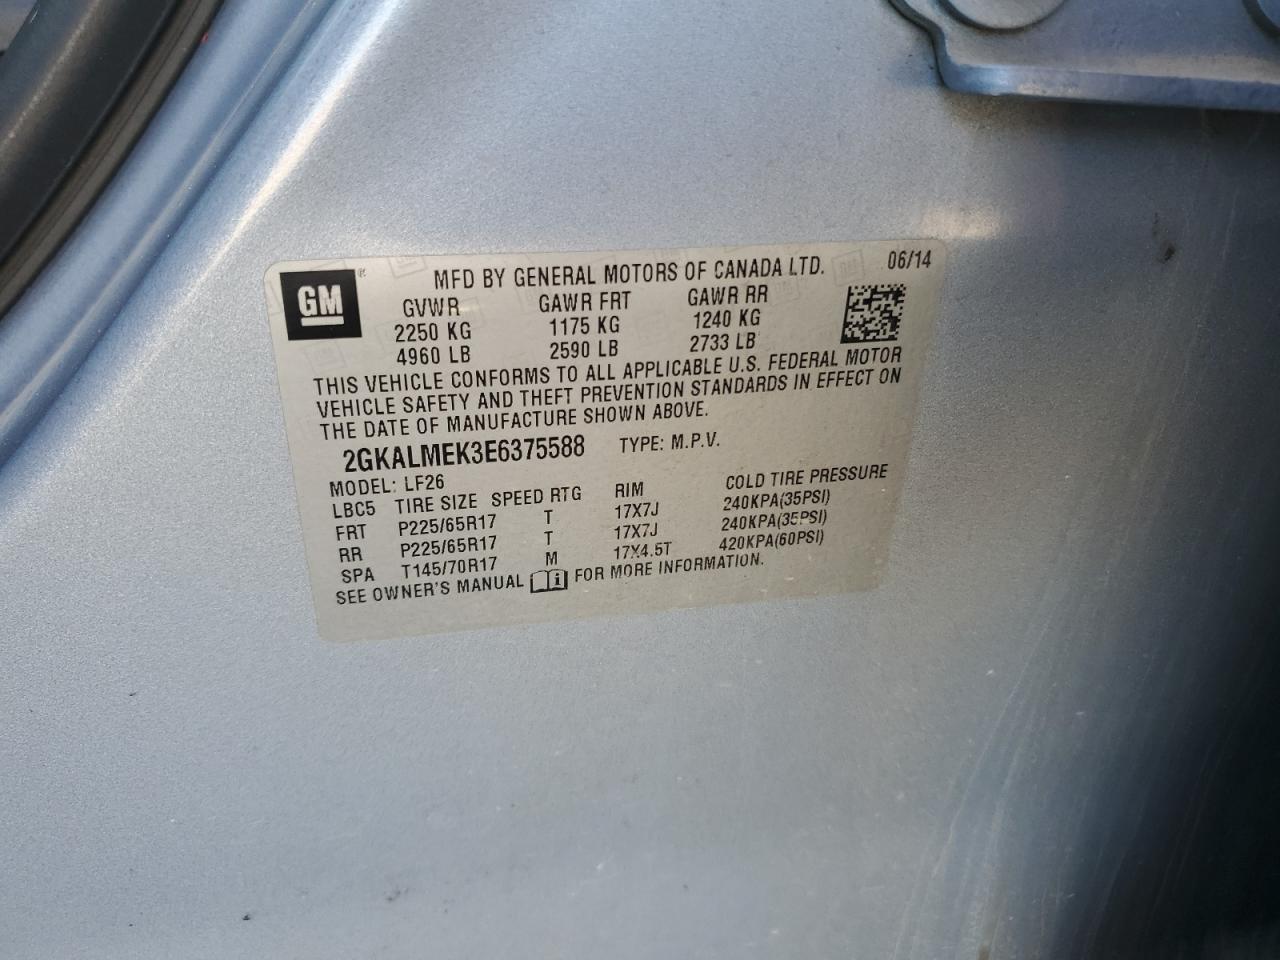 GM ® MFD BY GENERAL MOTORS OF CANADA LTD. 06/14
GVWR GAWR FRT GAWR RR
2250 KG 1175 KG 1240 KG
4960 LB 2590 LB 2733 LB
THIS VEHICLE CONFORMS TO ALL APPLICABLE U.S. FEDERAL MOTOR
VEHICLE SAFETY AND THEFT PREVENTION STANDARDS IN EFFECT ON
THE DATE OF MANUFACTURE SHOWN ABOVE.
2GKALMEK3E6375588 TYPE: M.P.V.
MODEL: LF26
LBC5 TIRE SIZE SPEED RTG RIM COLD TIRE PRESSURE
FRT P225/65R17 T 17X7J 240KPA(35PSI)
RR P225/65R17 T 17X7J 240KPA(35PSI)
SPA T145/70R17 M 17X4.5T 420KPA(60PSI)
SEE OWNER'S MANUAL i FOR MORE INFORMATION.